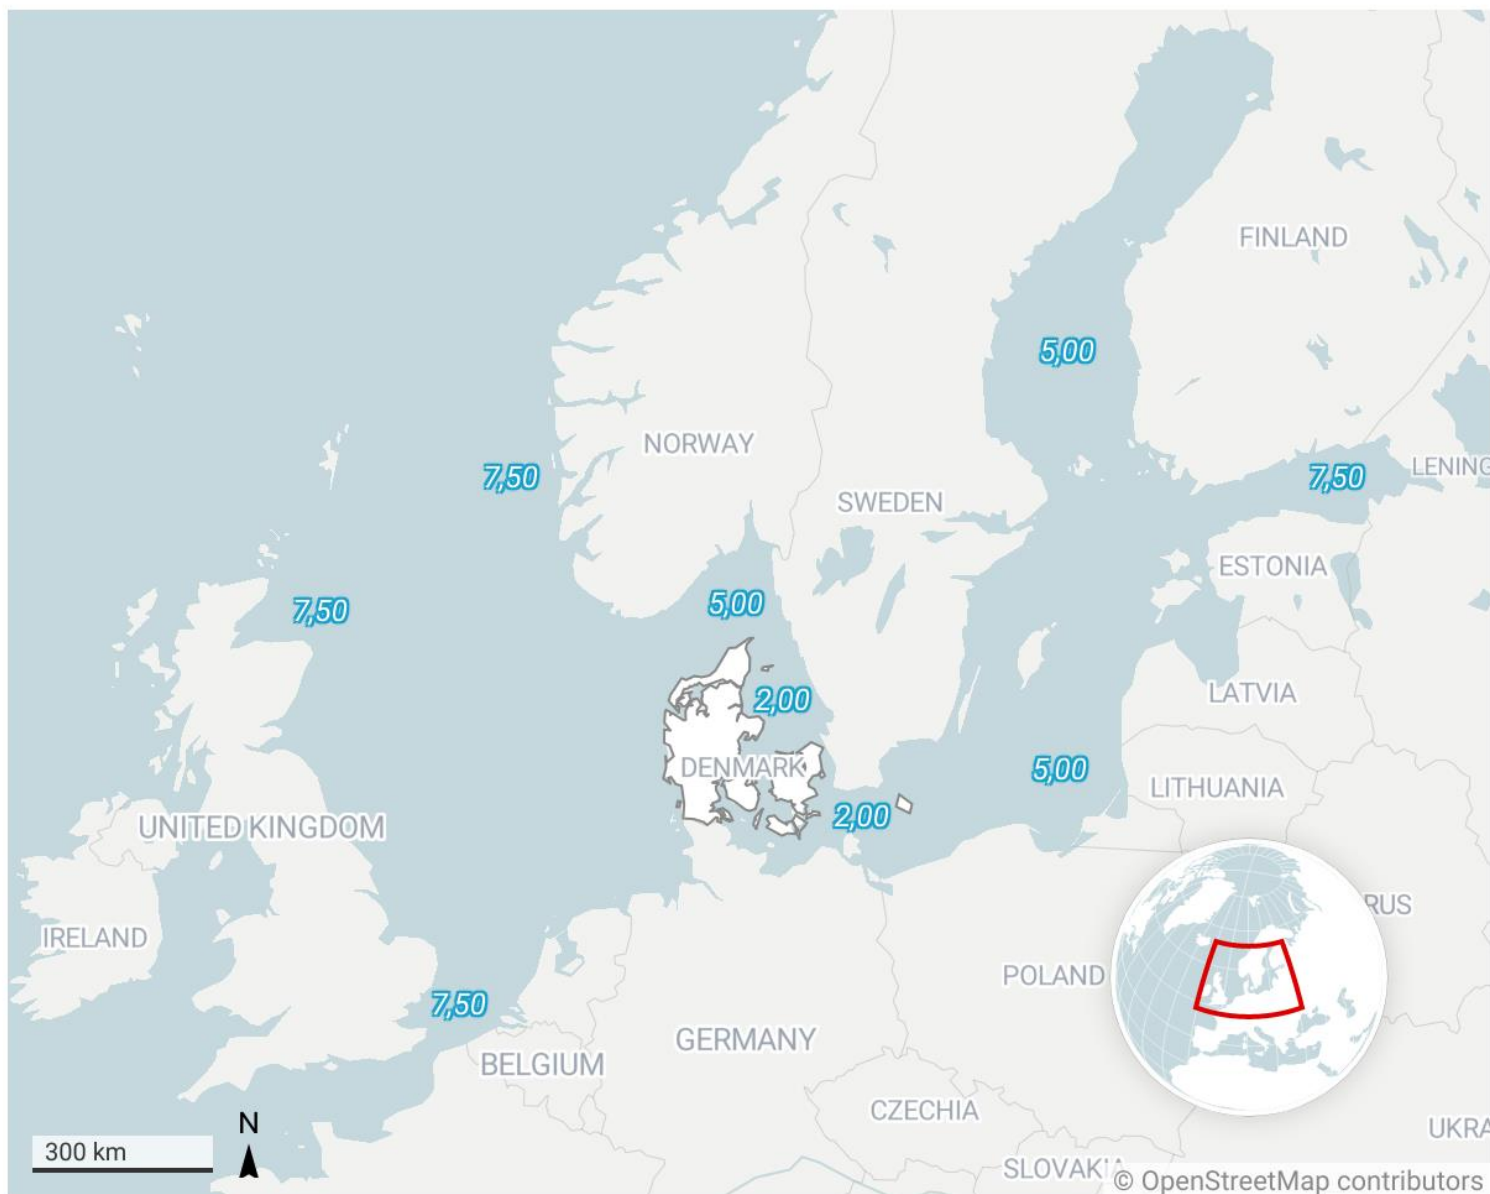 FINLAND
5,00
NORWAY
7,50
7,50
LENING
SWEDEN
ESTONIA
5,00
7,50
LATVIA
2,00
DENMARK
5,00
LITHUANIA
2,00
UNITED KINGDOM
RUS
IRELAND
POLAND
7,50
GERMANY
BELGIUM
CZECHIA
N
UKRA
300 km
SLOVAKIA
© OpenStreetMap contributors